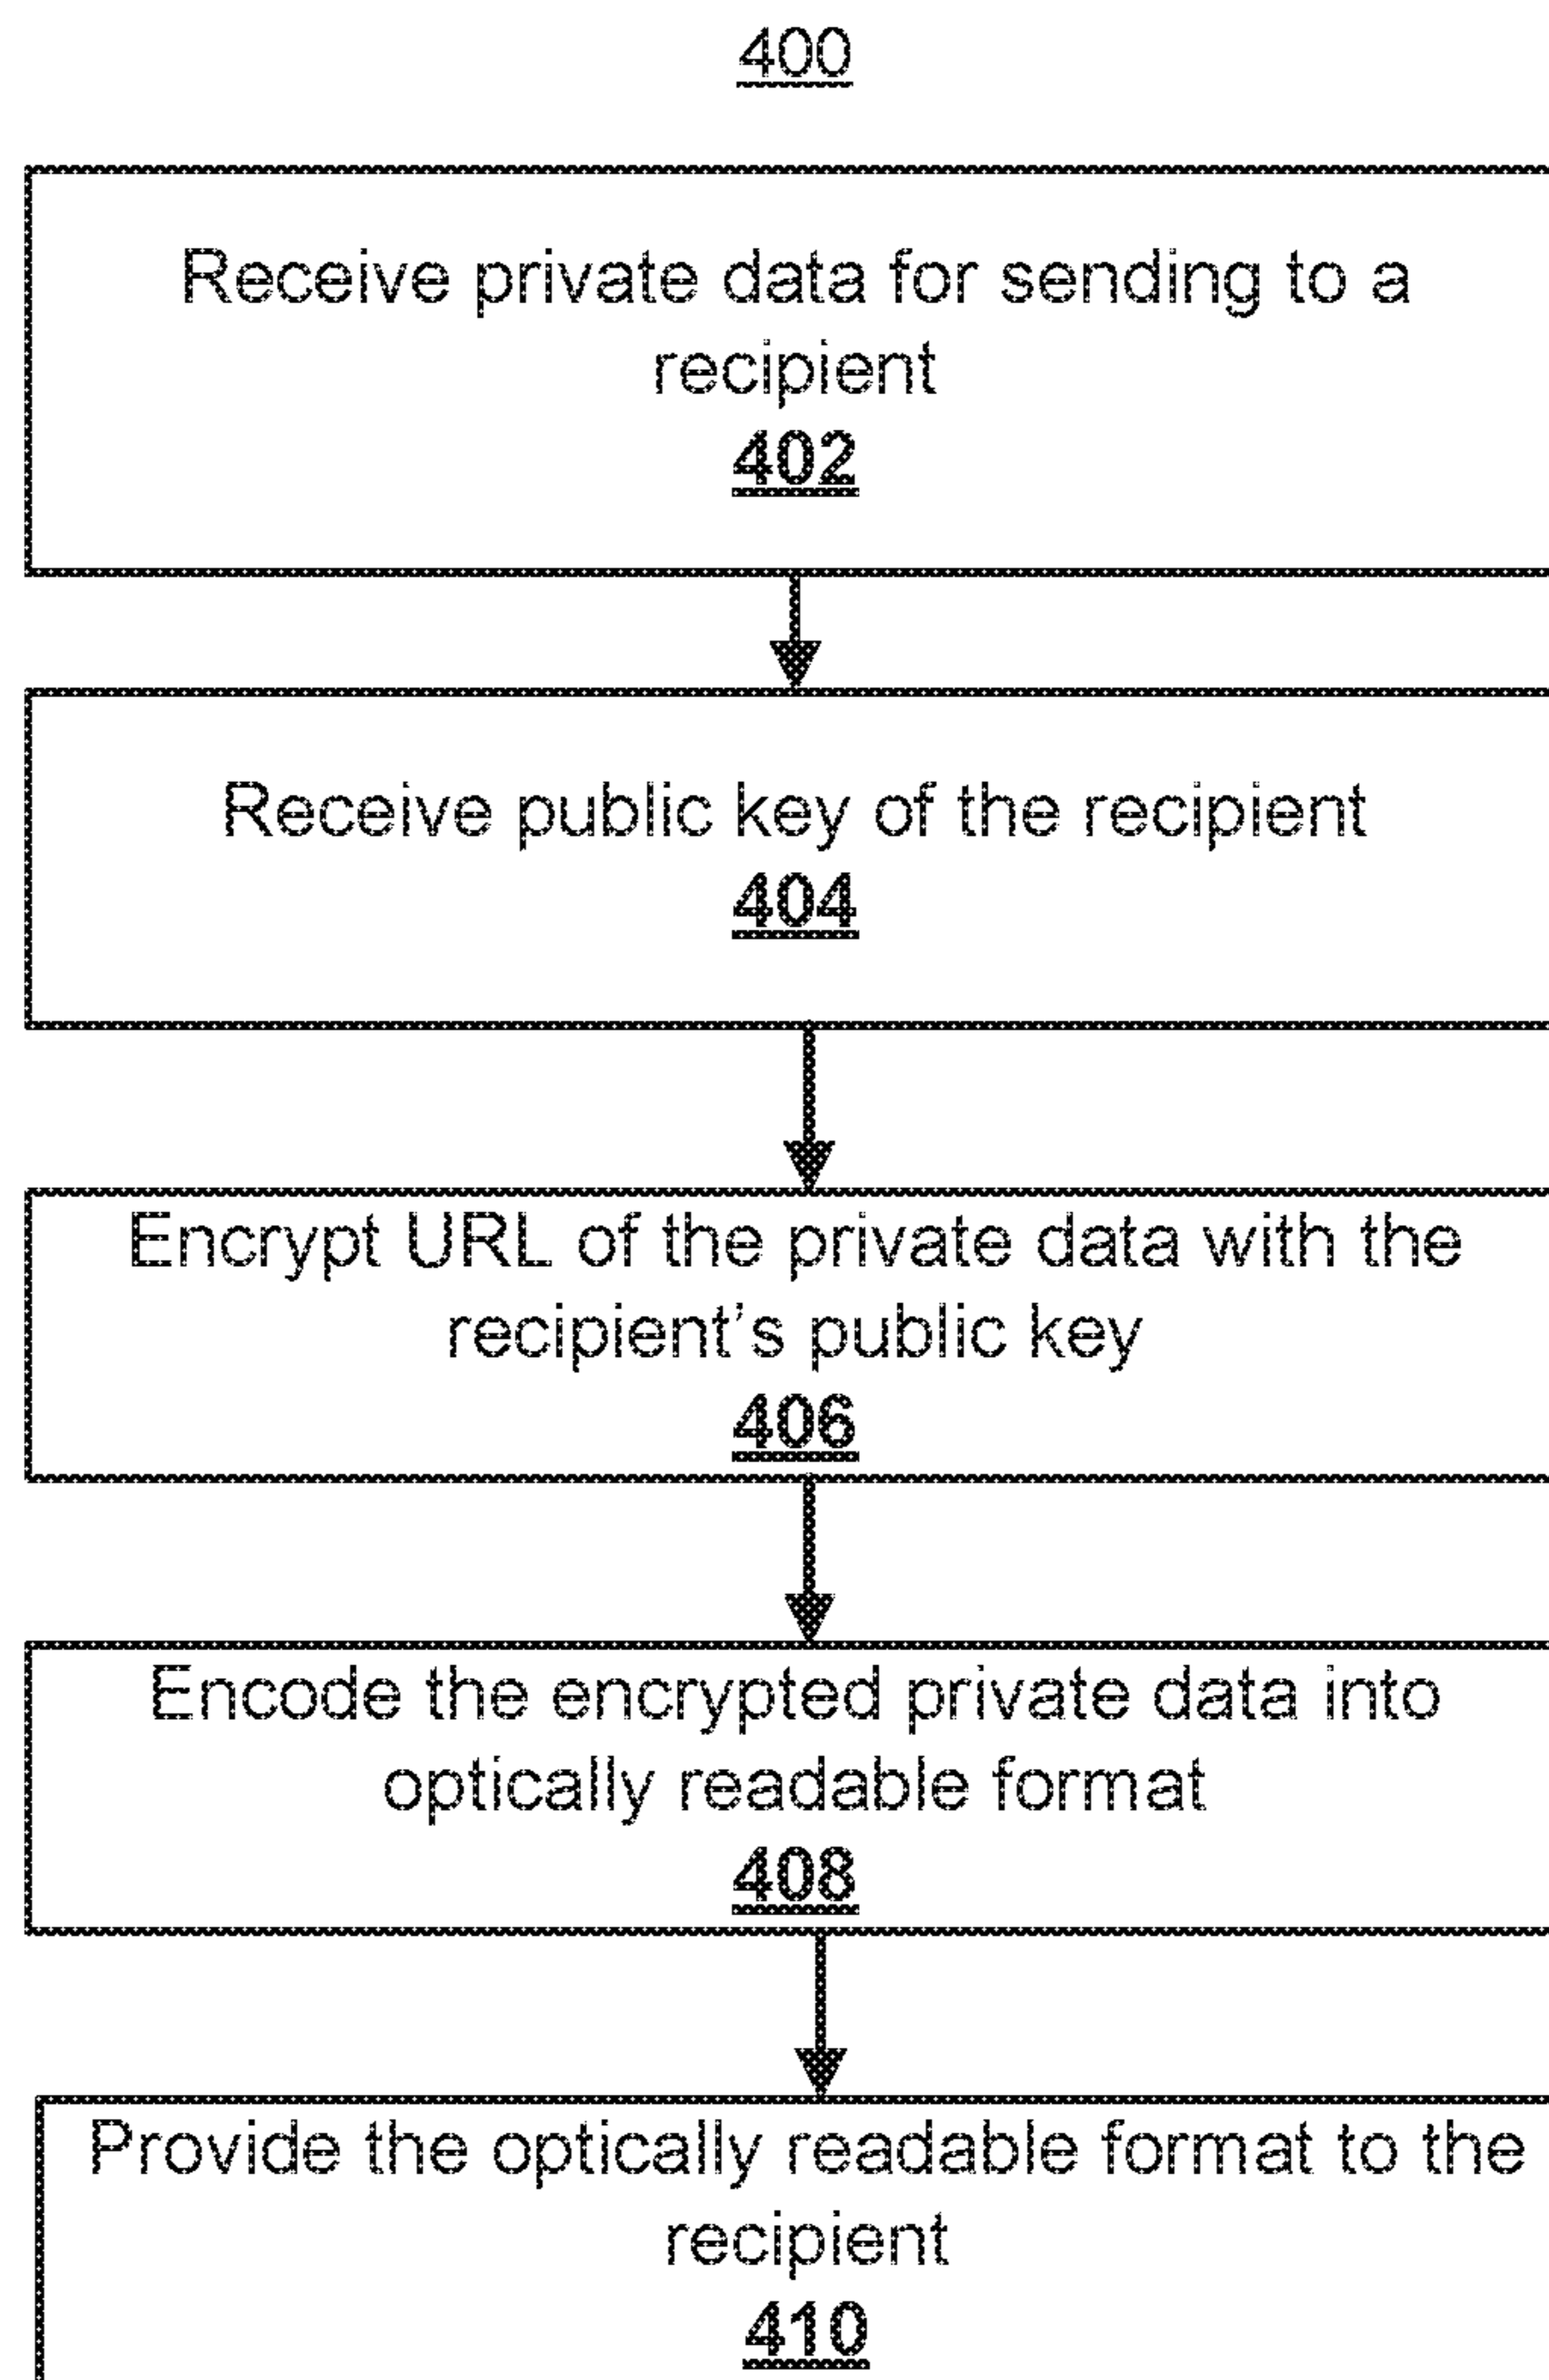 400
Receive private data for sending to a
recipient
402
Receive public key of the recipient
404
Encrypt URL of the private data with the
recipient's public key
406
Encode the encrypted private data into
optically readable format
408
Provide the optically readable format to the
recipient
410